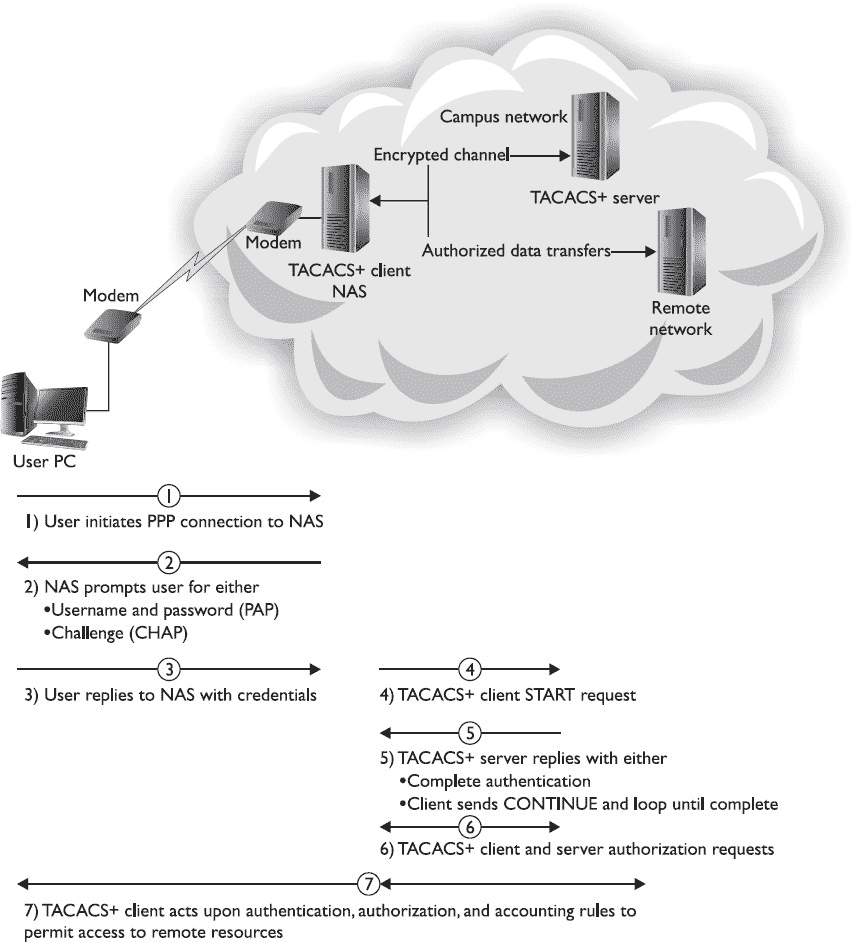 Campus network
Encrypted channel
TACACS+ server
Modem
TACACS+ client
NAS
Authorized data transfers
Remote
network
Modem
User PC
1
1) User initiates PPP connection to NAS
2
2) NAS prompts user for either
•Username and password (PAP)
•Challenge (CHAP)
3
3) User replies to NAS with credentials
4
4) TACACS+ client START request
5
5) TACACS+ server replies with either
•Complete authentication
•Client sends CONTINUE and loop until complete
6
6) TACACS+ client and server authorization requests
7
7) TACACS+ client acts upon authentication, authorization, and accounting rules to
permit access to remote resources